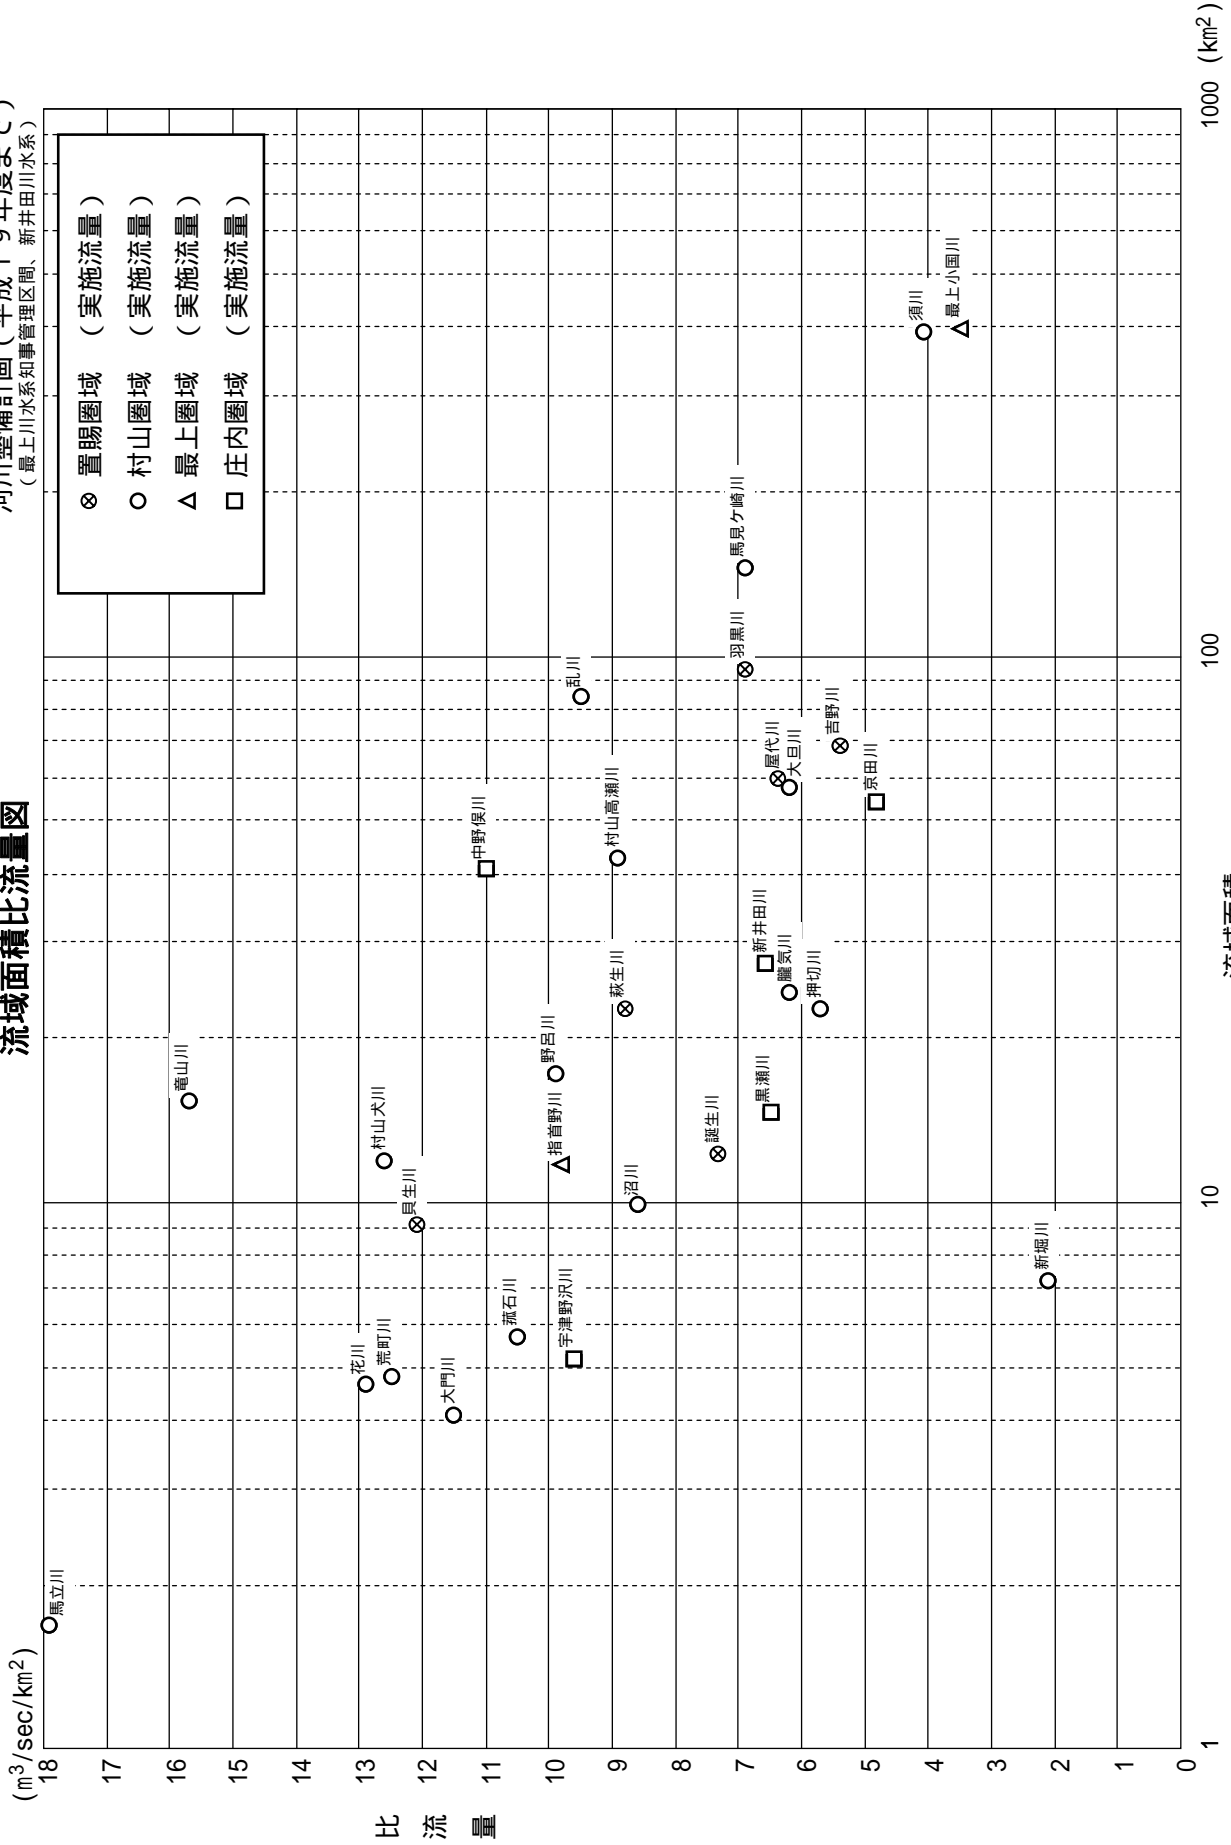 流域面積比流量図
河川整備計画（平成19年度まで）
（最上川水系知事管理区間、新井田川水系）
置賜圏域　（実施流量）
村山圏域　（実施流量）
最上圏域　（実施流量）
庄内圏域　（実施流量）
(m³/sec/km²)
18
17
16
15
14
13
12
11
10
9
8
7
6
5
4
3
2
1
0
比流量
馬立川
竜山川
花川
荒町川
村山犬川
貝生川
大門川
中野俣川
菰石川
野呂川
指首野川
宇津野沢川
乱川
村山高瀬川
萩生川
沼川
誕生川
馬見ケ崎川
羽黒川
新井田川
黒瀬川
屋代川
大旦川
朧気川
押切川
吉野川
京田川
須川
最上小国川
新堀川
1
10
100
1000
(km²)
流域面積